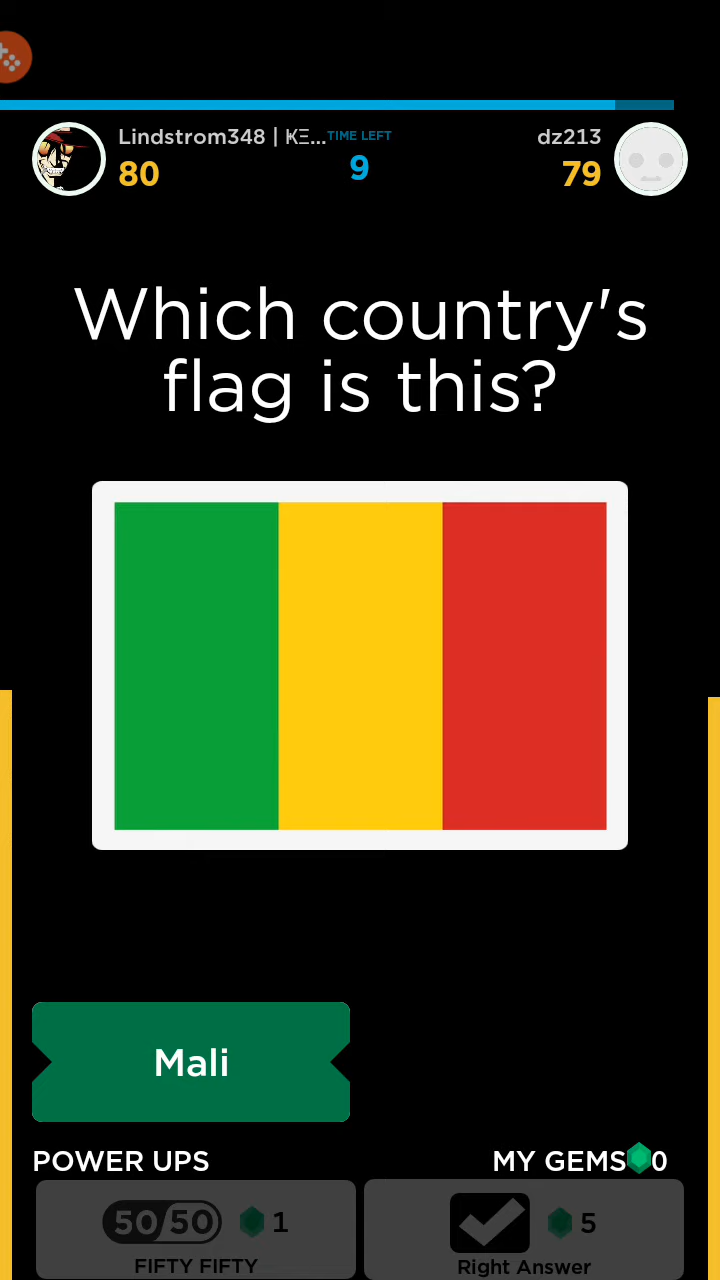 Lindstrom348 | ꀘΞ...
TIME LEFT
dz213
80
9
79
Which country's
flag is this?
Mali
POWER UPS
MY GEMS 0
50/50 1
5
FIFTY FIFTY
Right Answer